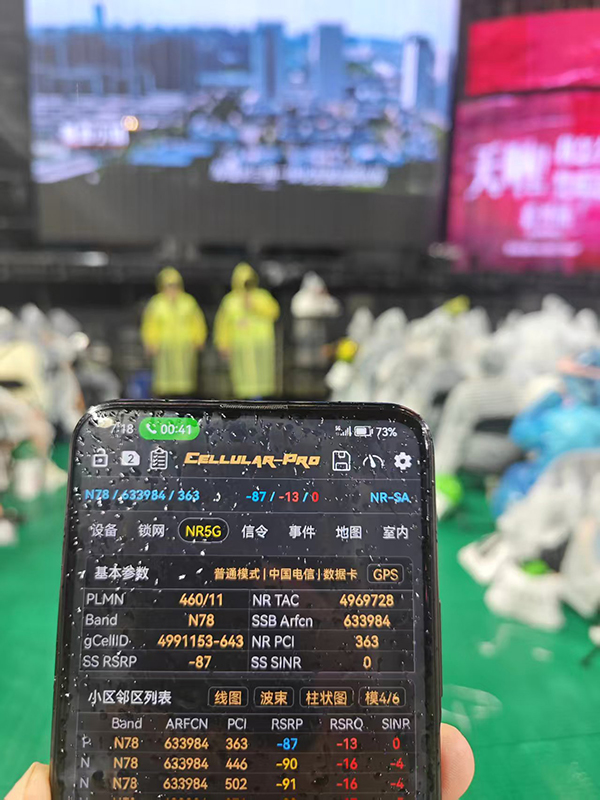 7:18 00:41 73%
2 CELLULAR-PRO
N78 / 633984 / 363 -87 / -13 / 0 NR-SA
设备 锁网 NR5G 信令 事件 地图 室内
基本参数 普通模式 | 中国电信 | 数据卡 GPS
PLMN 460/11 NR TAC 4969728
Band N78 SSB Arfcn 633984
gCellID 4991153-643 NR PCI 363
SS RSRP -87 SS SINR 0
小区邻区列表 线图 波束 柱状图 模4/6
Band ARFCN PCI RSRP RSRQ SINR
P N78 633984 363 -87 -13 0
N N78 633984 446 -90 -16 -4
N N78 633984 502 -91 -16 -4